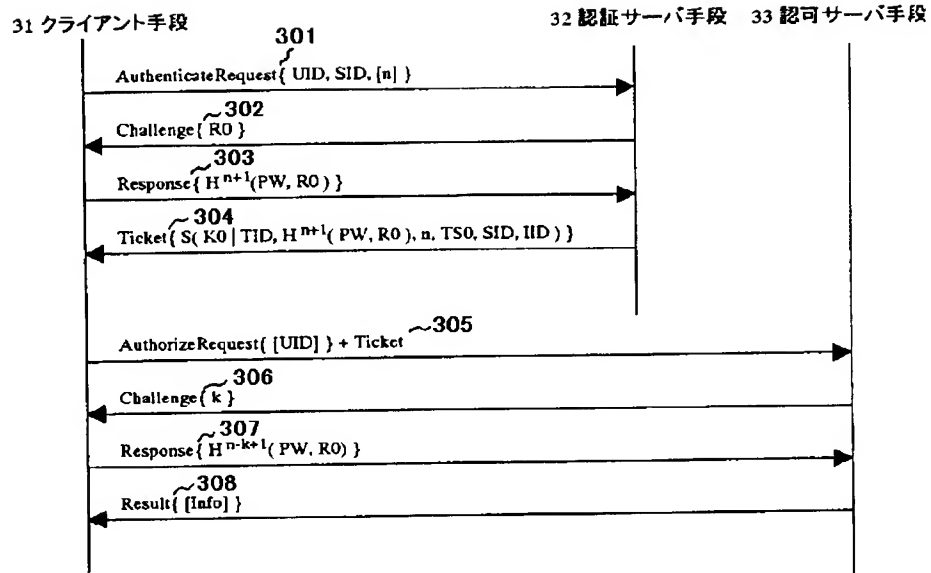 31 クライアント手段
32 認証サーバ手段
33 認可サーバ手段
301
AuthenticateRequest{ UID, SID, [n] }
302
Challenge{ R0 }
303
Response{ H^n+1(PW, R0 ) }
304
Ticket{ S( K0 | TID, H^n+1( PW, R0 ), n, TS0, SID, IID ) }
305
AuthorizeRequest{ [UID] } + Ticket
306
Challenge{ k }
307
Response{ H^n-k+1( PW, R0) }
308
Result{ [Info] }